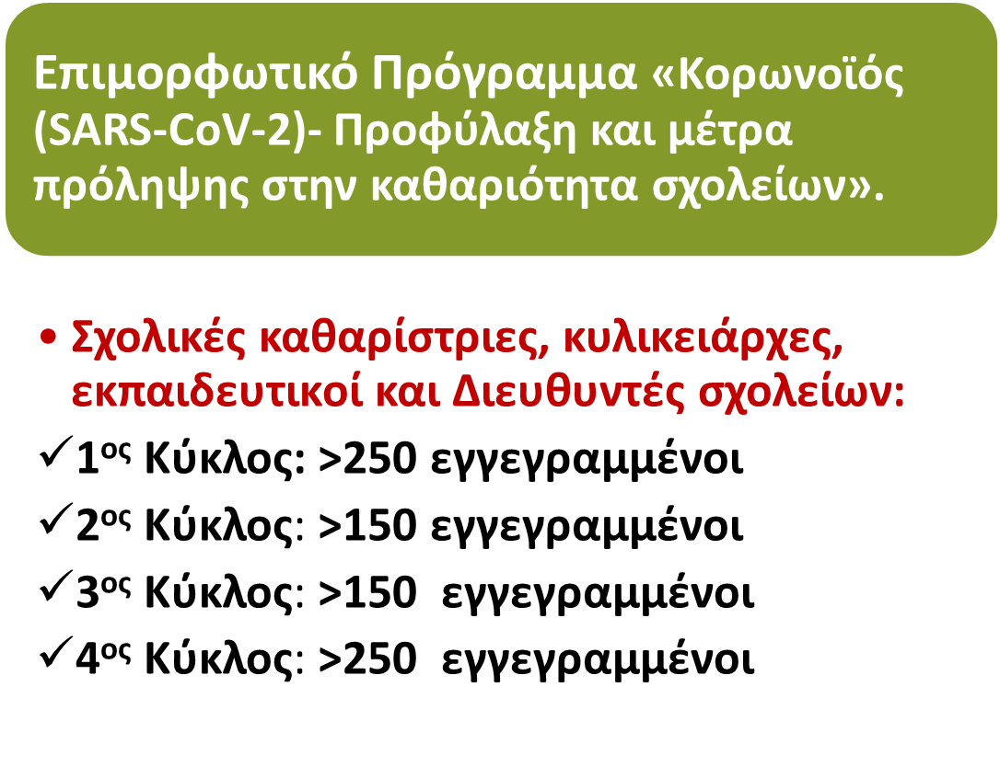 Επιμορφωτικό Πρόγραμμα «Κορωνοϊός
(SARS-CoV-2)- Προφύλαξη και μέτρα
πρόληψης στην καθαριότητα σχολείων».
• Σχολικές καθαρίστριες, κυλικειάρχες,
εκπαιδευτικοί και Διευθυντές σχολείων:
✓1ος Κύκλος: >250 εγγεγραμμένοι
✓2ος Κύκλος: >150 εγγεγραμμένοι
✓3ος Κύκλος: >150 εγγεγραμμένοι
✓4ος Κύκλος: >250 εγγεγραμμένοι